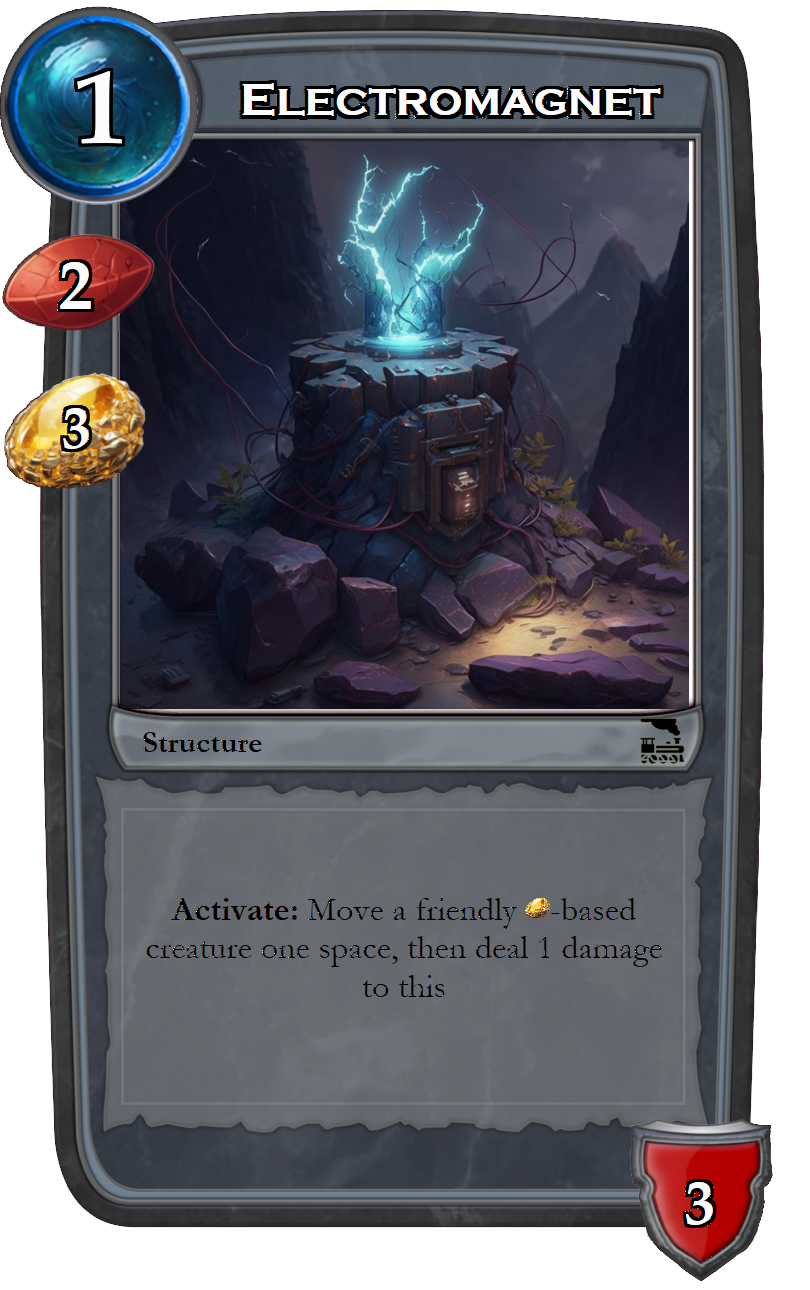 1
ELECTROMAGNET
2
3
Structure
Activate: Move a friendly -based
creature one space, then deal 1 damage
to this
3